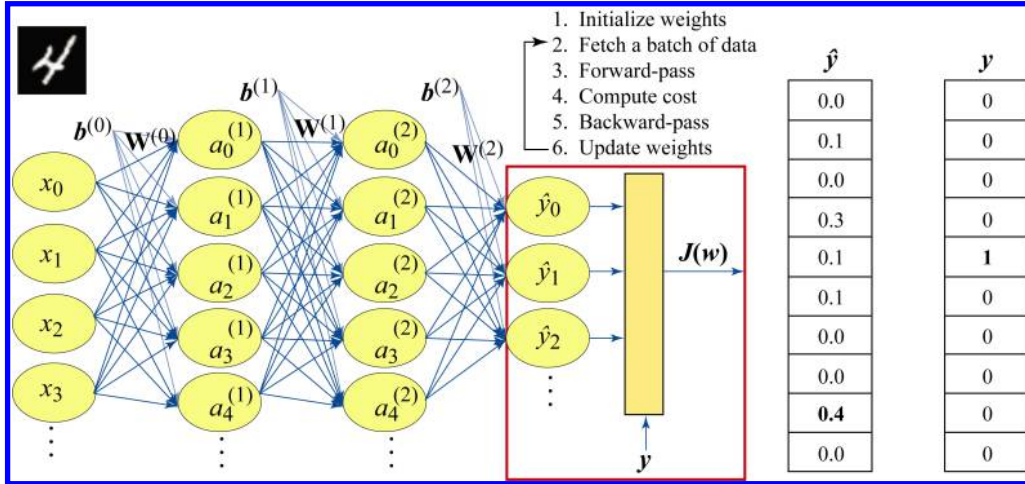 1. Initialize weights
2. Fetch a batch of data
3. Forward-pass
4. Compute cost
5. Backward-pass
6. Update weights
b(0)
W(0)
b(1)
W(1)
b(2)
W(2)
x0
x1
x2
x3
a0(1)
a1(1)
a2(1)
a3(1)
a4(1)
a0(2)
a1(2)
a2(2)
a3(2)
a4(2)
ŷ0
ŷ1
ŷ2
J(w)
y
ŷ
0.0
0.1
0.0
0.3
0.1
0.1
0.0
0.0
0.4
0.0
y
0
0
0
0
1
0
0
0
0
0
4